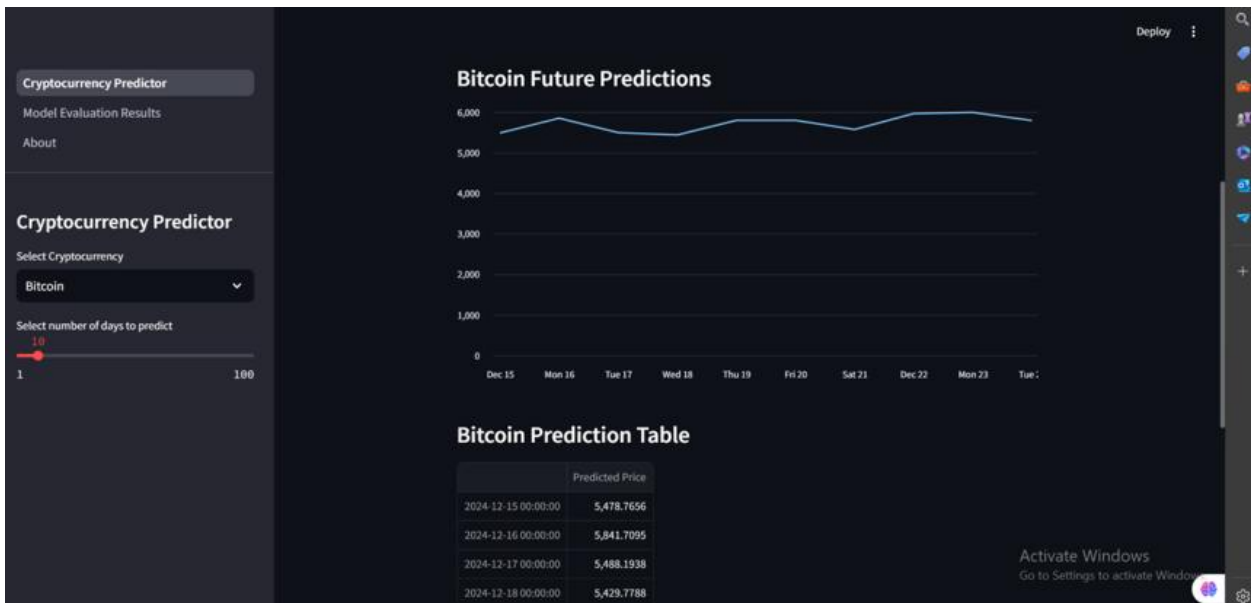 Deploy
Cryptocurrency Predictor
Model Evaluation Results
About
Cryptocurrency Predictor
Select Cryptocurrency
Bitcoin
Select number of days to predict
10
1 100
Bitcoin Future Predictions
6,000
5,000
4,000
3,000
2,000
1,000
0
Dec 15 Mon 16 Tue 17 Wed 18 Thu 19 Fri 20 Sat 21 Dec 22 Mon 23 Tue
Bitcoin Prediction Table
Predicted Price
2024-12-15 00:00:00 5,478.7656
2024-12-16 00:00:00 5,841.7095
2024-12-17 00:00:00 5,488.1938
2024-12-18 00:00:00 5,429.7788
Activate Windows
Go to Settings to activate Windows